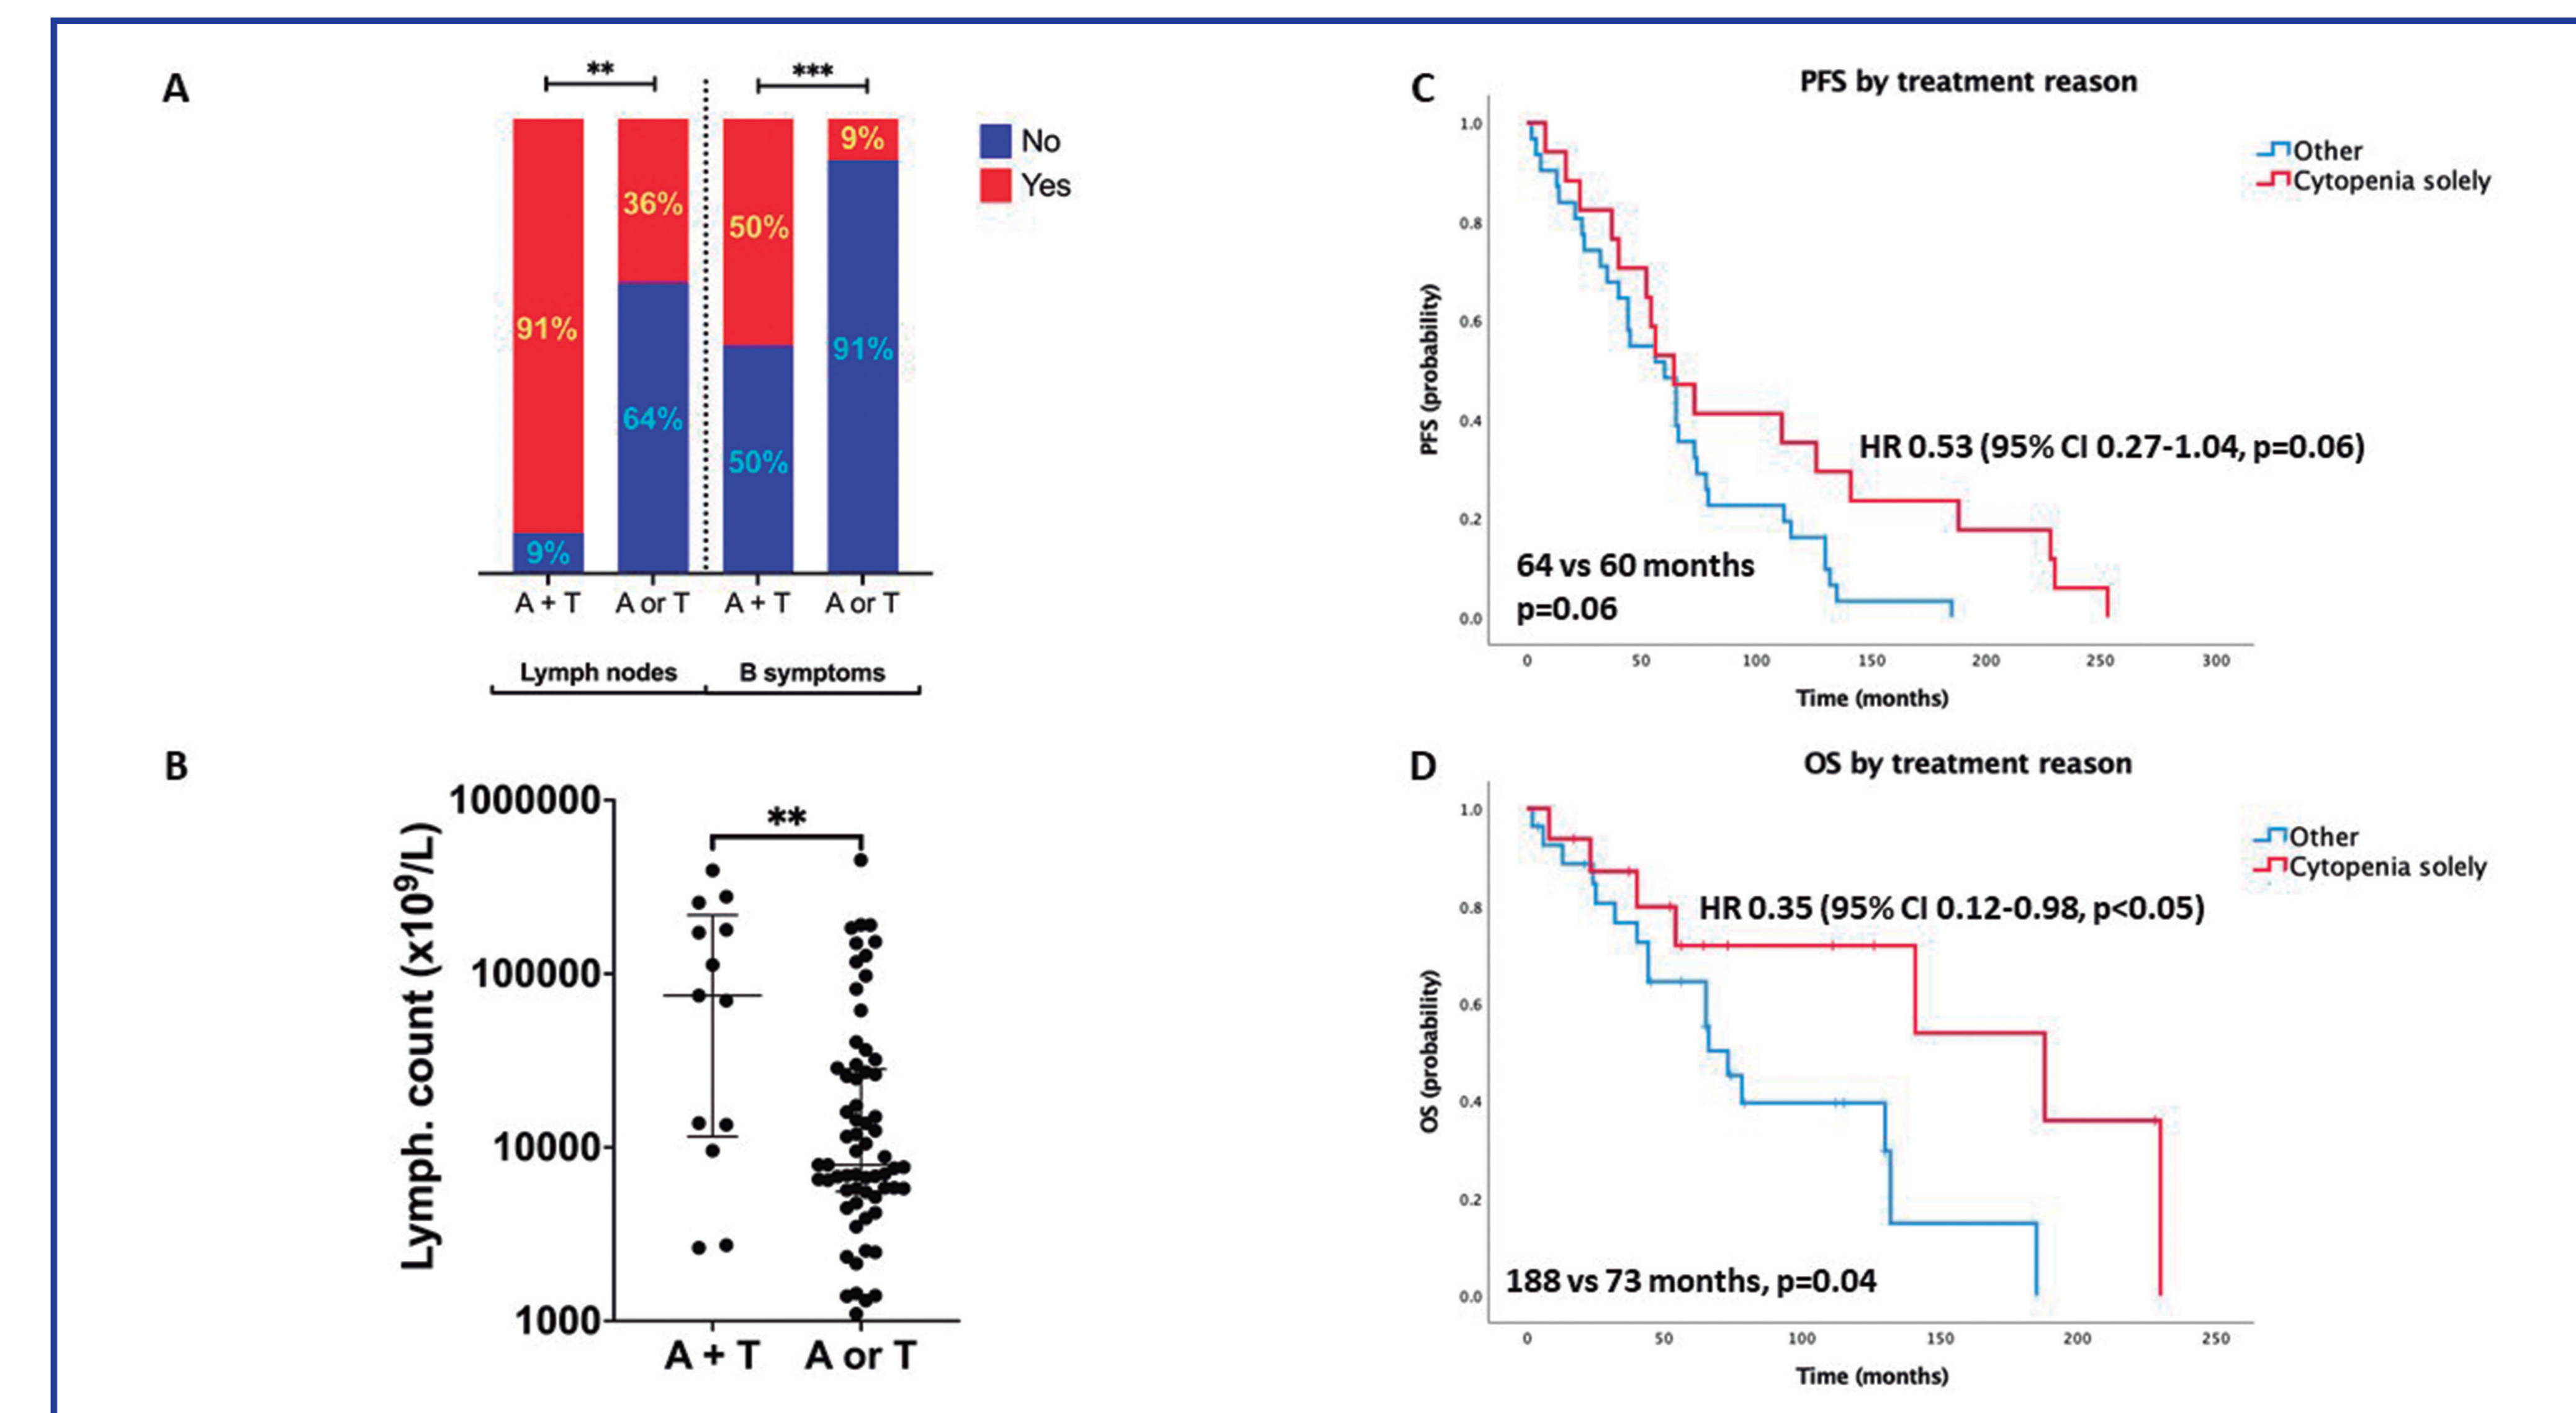 A
**
***
No
Yes
91%
9%
36%
64%
50%
50%
9%
91%
A + T
A or T
A + T
A or T
Lymph nodes
B symptoms
B
Lymph. count (x10⁹/L)
1000000
100000
10000
1000
**
A + T
A or T
C
PFS by treatment reason
Other
Cytopenia solely
PFS (probability)
1.0
0.8
0.6
0.4
0.2
0.0
HR 0.53 (95% CI 0.27-1.04, p=0.06)
64 vs 60 months
p=0.06
0 50 100 150 200 250 300
Time (months)
D
OS by treatment reason
Other
Cytopenia solely
OS (probability)
1.0
0.8
0.6
0.4
0.2
0.0
HR 0.35 (95% CI 0.12-0.98, p<0.05)
188 vs 73 months, p=0.04
0 50 100 150 200 250
Time (months)